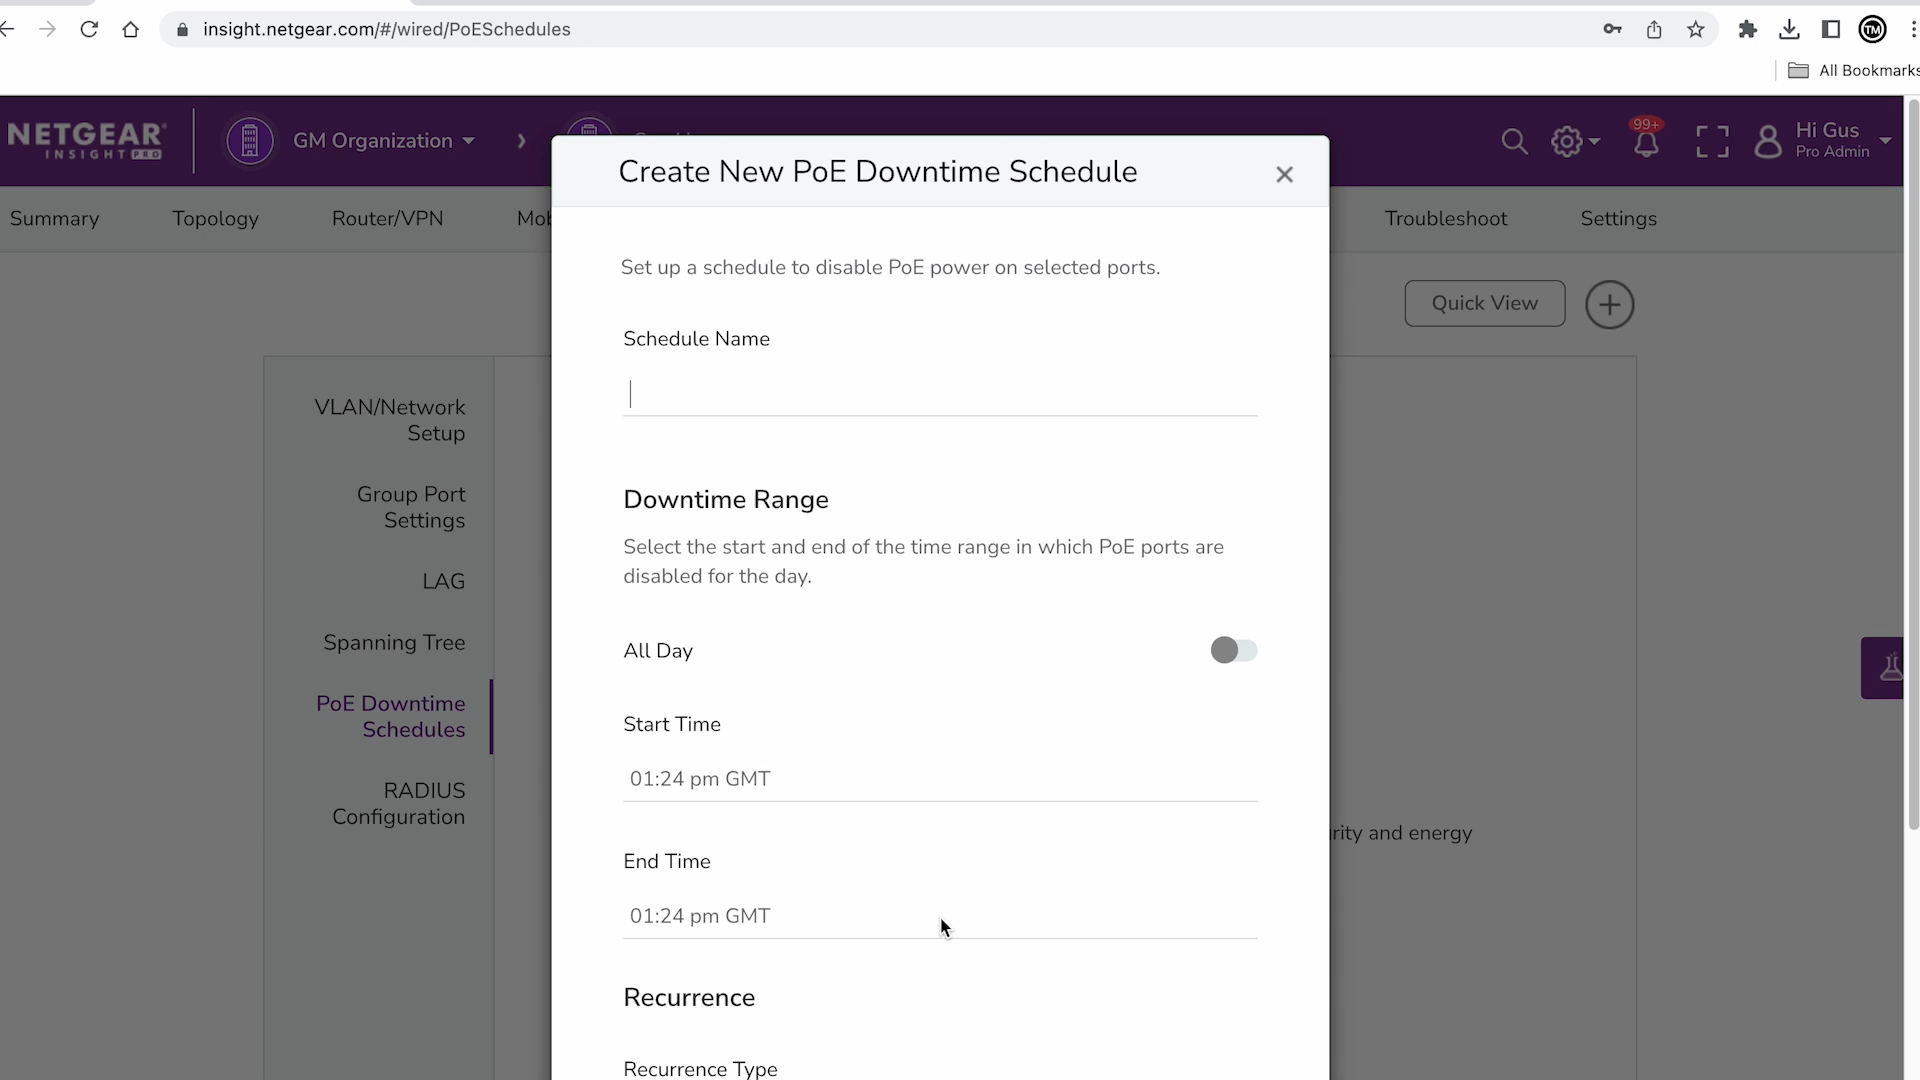 insight.netgear.com/#/wired/PoESchedules
All Bookmarks
NETGEAR
INSIGHT PRO
GM Organization
99+
Hi Gus
Pro Admin
Summary
Topology
Router/VPN
Mob
Troubleshoot
Settings
Quick View
VLAN/Network
Setup
Group Port
Settings
LAG
Spanning Tree
PoE Downtime
Schedules
RADIUS
Configuration
Create New PoE Downtime Schedule
Set up a schedule to disable PoE power on selected ports.
Schedule Name
Downtime Range
Select the start and end of the time range in which PoE ports are
disabled for the day.
All Day
Start Time
01:24 pm GMT
End Time
01:24 pm GMT
Recurrence
Recurrence Type
rity and energy
TM